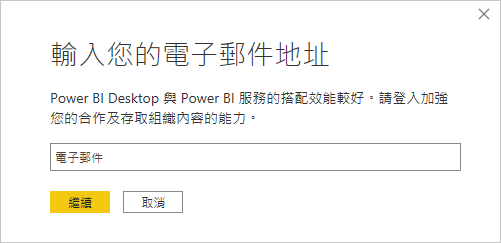 輸入您的電子郵件地址
Power BI Desktop 與 Power BI 服務的搭配效能較好。請登入加強
您的合作及存取組織內容的能力。
電子郵件
繼續
取消